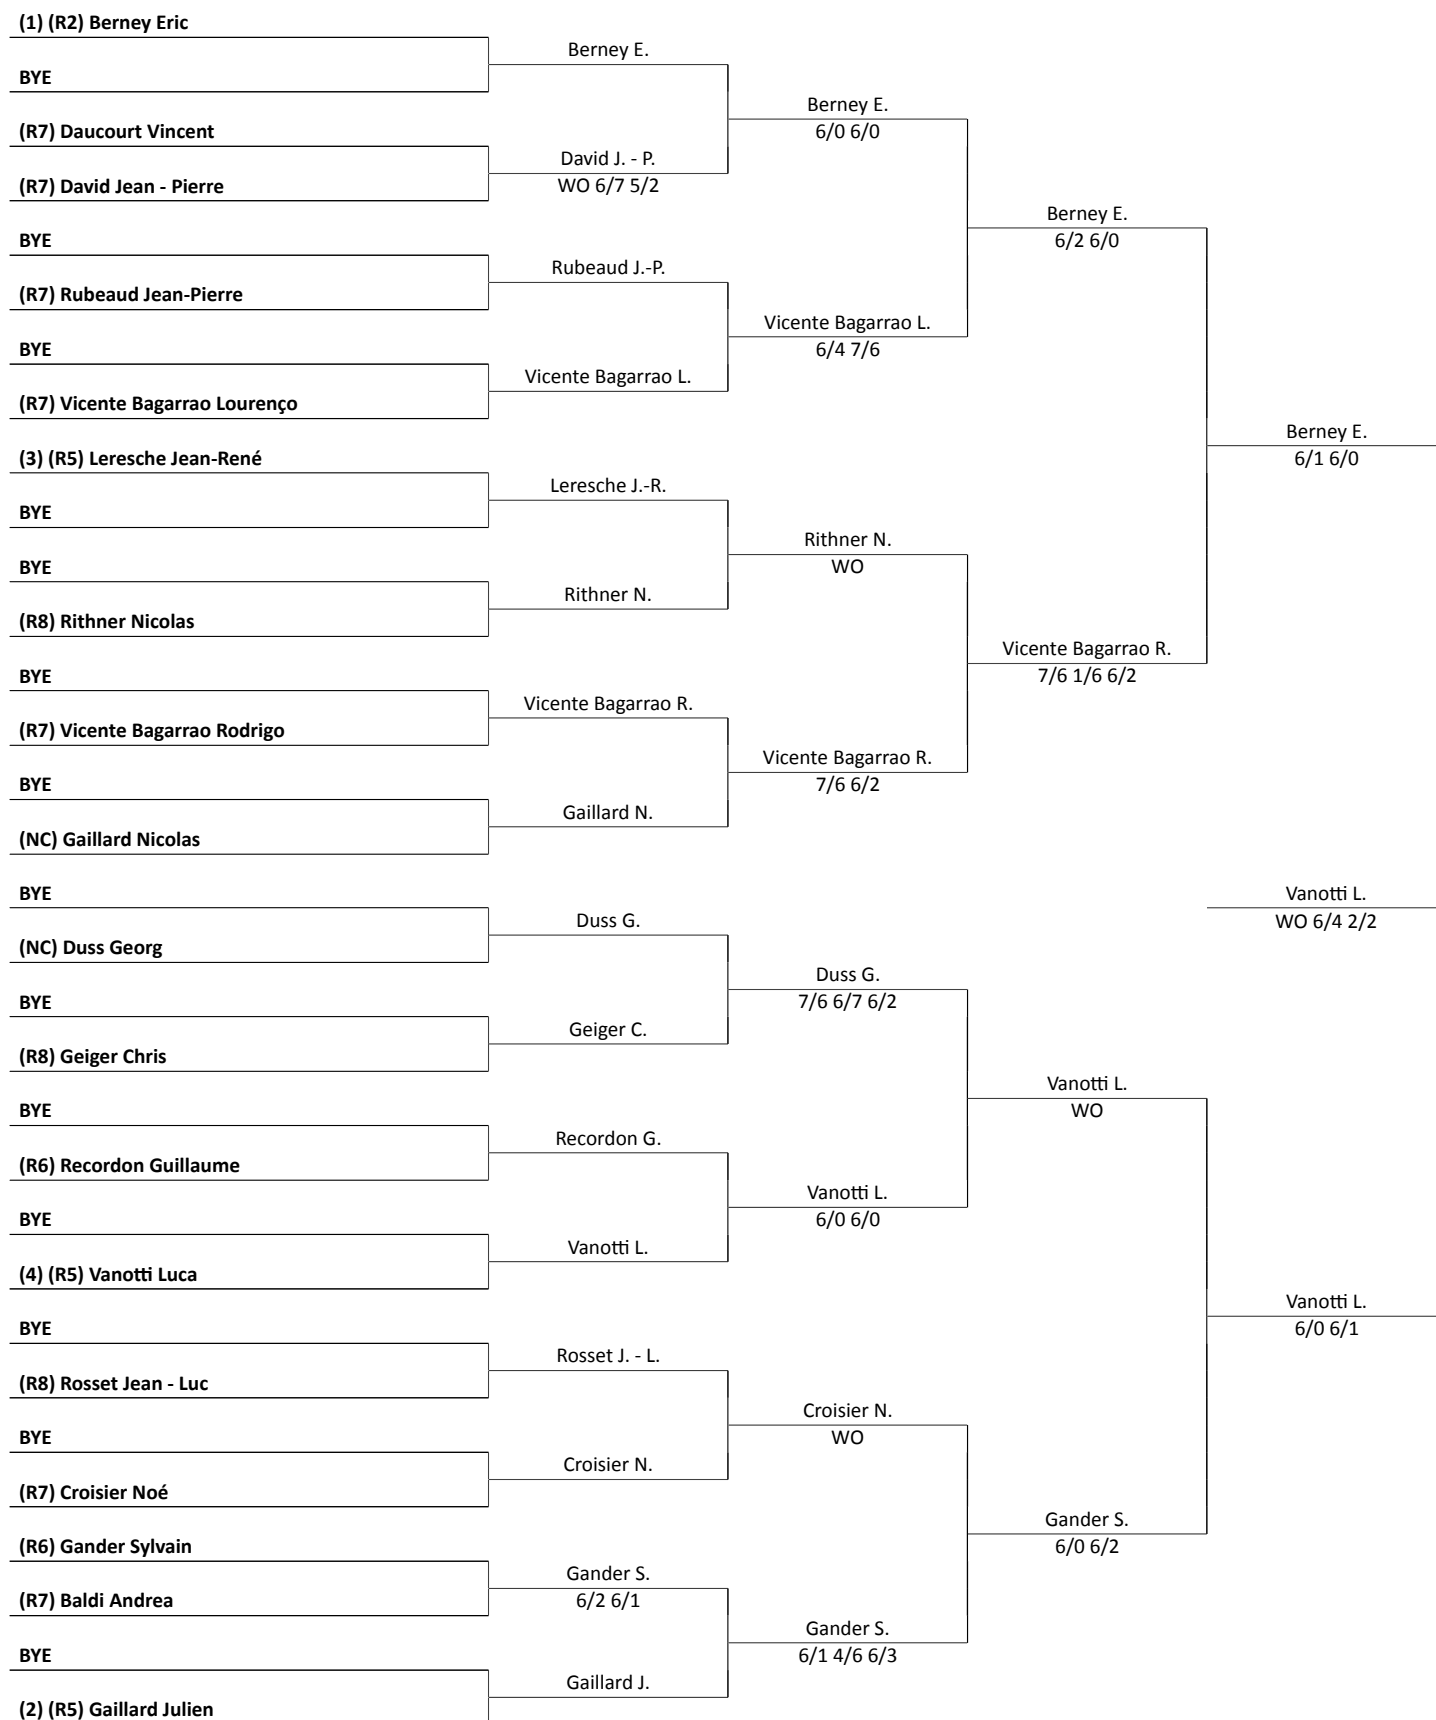 (1) (R2) Berney Eric
BYE
(R7) Daucourt Vincent
(R7) David Jean - Pierre
BYE
(R7) Rubeaud Jean-Pierre
BYE
(R7) Vicente Bagarrao Lourenço
(3) (R5) Leresche Jean-René
BYE
BYE
(R8) Rithner Nicolas
BYE
(R7) Vicente Bagarrao Rodrigo
BYE
(NC) Gaillard Nicolas
BYE
(NC) Duss Georg
BYE
(R8) Geiger Chris
BYE
(R6) Recordon Guillaume
BYE
(4) (R5) Vanotti Luca
BYE
(R8) Rosset Jean - Luc
BYE
(R7) Croisier Noé
(R6) Gander Sylvain
(R7) Baldi Andrea
BYE
(2) (R5) Gaillard Julien
Berney E.
David J. - P.
WO 6/7 5/2
Rubeaud J.-P.
Vicente Bagarrao L.
Leresche J.-R.
Rithner N.
Vicente Bagarrao R.
Gaillard N.
Duss G.
Geiger C.
Recordon G.
Vanotti L.
Rosset J. - L.
Croisier N.
Gander S.
6/2 6/1
Gaillard J.
Berney E.
6/0 6/0
Vicente Bagarrao L.
6/4 7/6
Rithner N.
WO
Vicente Bagarrao R.
7/6 6/2
Duss G.
7/6 6/7 6/2
Vanotti L.
6/0 6/0
Croisier N.
WO
Gander S.
6/1 4/6 6/3
Berney E.
6/2 6/0
Vicente Bagarrao R.
7/6 1/6 6/2
Vanotti L.
WO
Gander S.
6/0 6/2
Berney E.
6/1 6/0
Vanotti L.
WO 6/4 2/2
Vanotti L.
6/0 6/1